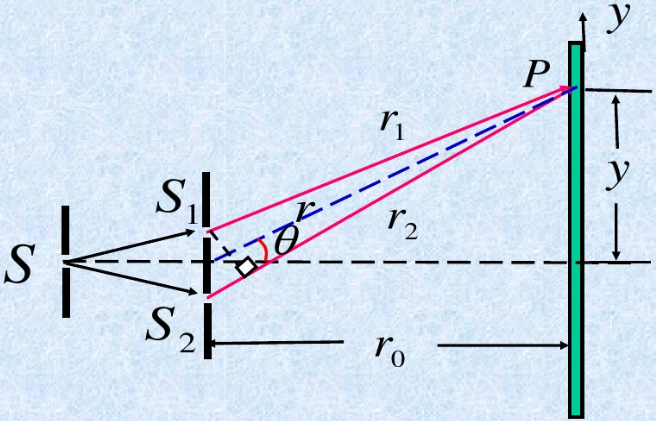 y
P
r₁
y
S₁
r
r₂
θ
S
S₂
r₀